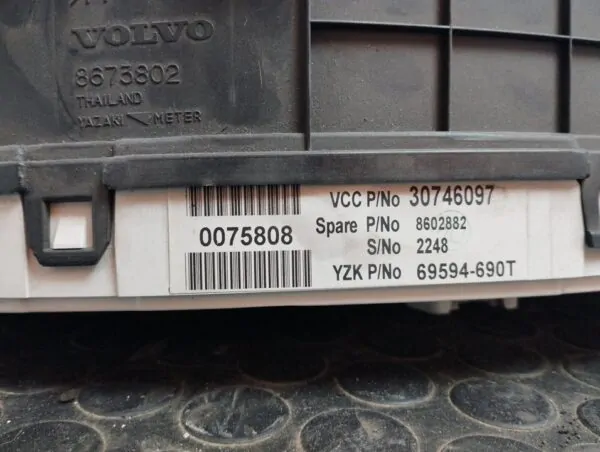 VOLVO
8673802
THAILAND
YAZAKI METER
VCC P/No 30746097
0075808
Spare P/No 8602882
S/No 2248
YZK P/No 69594-690T